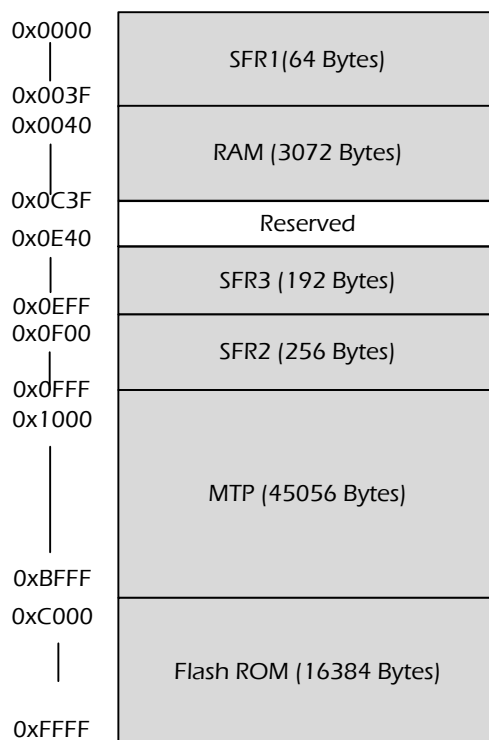 0x0000
SFR1(64 Bytes)
0x003F
0x0040
RAM (3072 Bytes)
0x0C3F
Reserved
0x0E40
SFR3 (192 Bytes)
0x0EFF
0x0F00
SFR2 (256 Bytes)
0x0FFF
0x1000
MTP (45056 Bytes)
0xBFFF
0xC000
Flash ROM (16384 Bytes)
0xFFFF